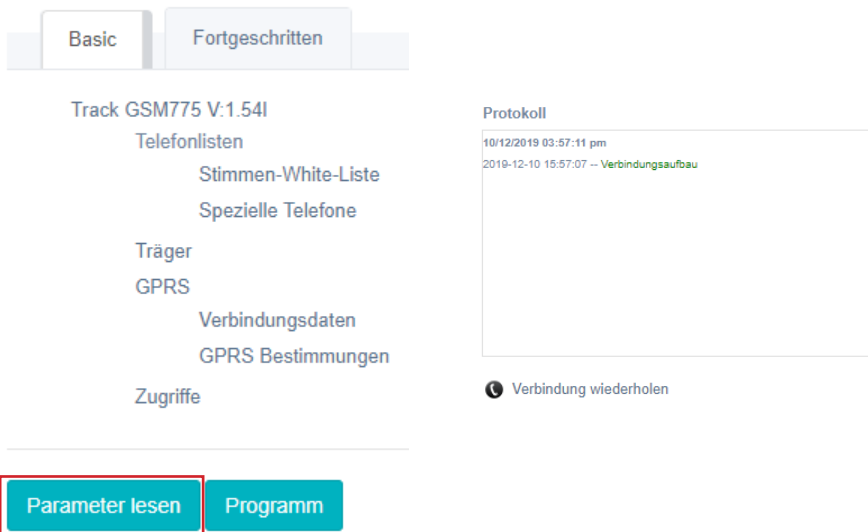 Basic
Fortgeschritten
Track GSM775 V:1.54I
Telefonlisten
Stimmen-White-Liste
Spezielle Telefone
Träger
GPRS
Verbindungsdaten
GPRS Bestimmungen
Zugriffe
Parameter lesen
Programm
Protokoll
10/12/2019 03:57:11 pm
2019-12-10 15:57:07 -- Verbindungsaufbau
Verbindung wiederholen